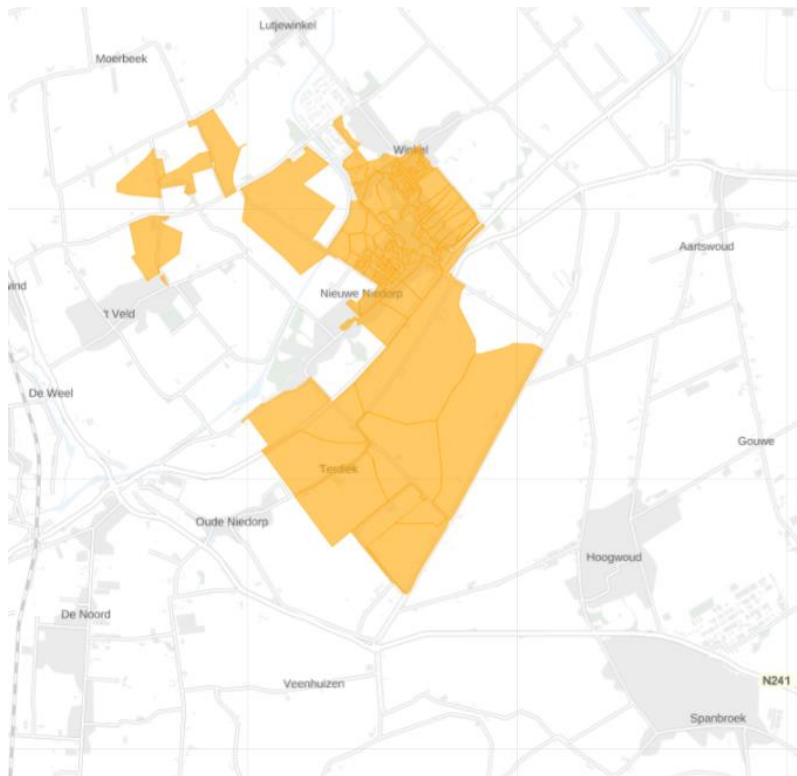 Lutjewinkel
Moerbeek
Winkel
Aartswoud
Nieuwe Niedorp
't Veld
De Weel
Gouwe
Terdiek
Oude Niedorp
Hoogwoud
De Noord
N241
Veenhuizen
Spanbroek